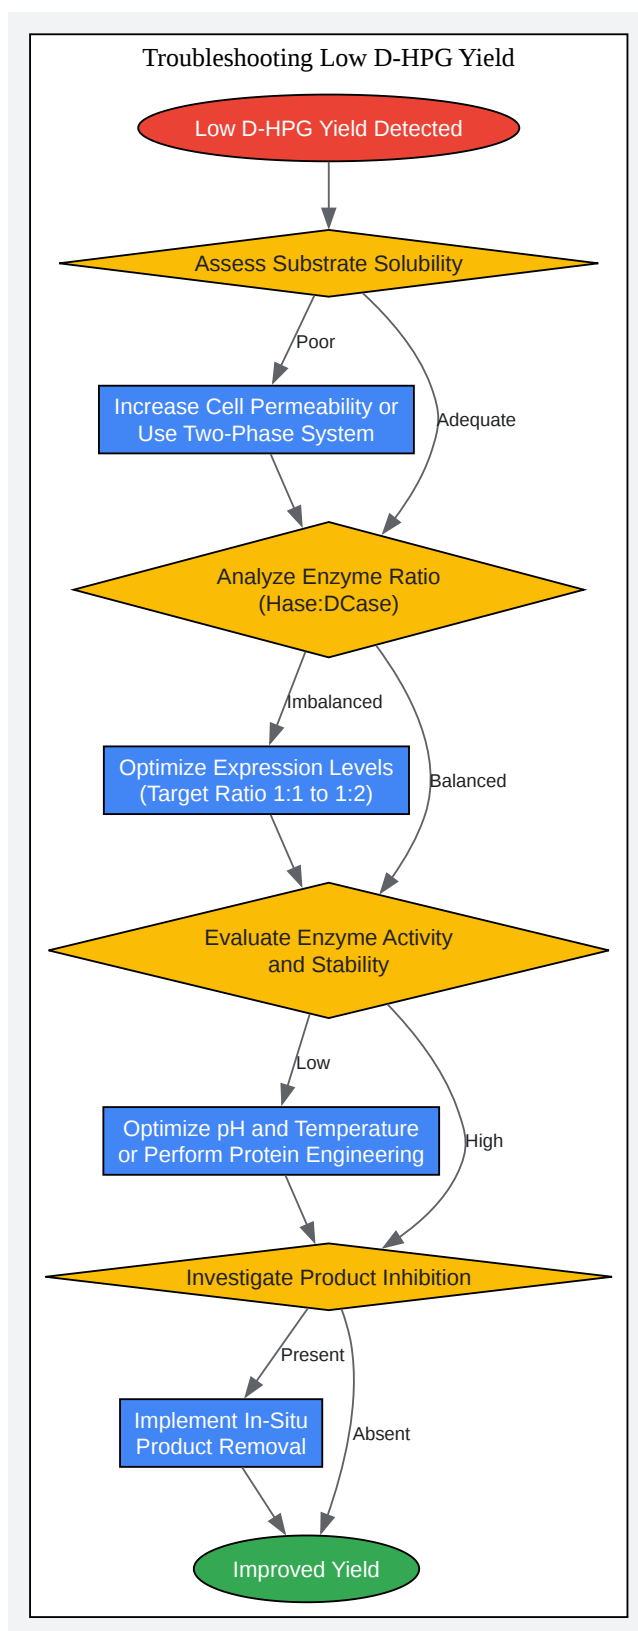 Troubleshooting Low D-HPG Yield
Low D-HPG Yield Detected
Assess Substrate Solubility
Poor
Increase Cell Permeability or
Use Two-Phase System
Adequate
Analyze Enzyme Ratio
(Hase:DCase)
Imbalanced
Optimize Expression Levels
(Target Ratio 1:1 to 1:2)
Balanced
Evaluate Enzyme Activity
and Stability
Low
Optimize pH and Temperature
or Perform Protein Engineering
High
Investigate Product Inhibition
Present
Implement In-Situ
Product Removal
Absent
Improved Yield